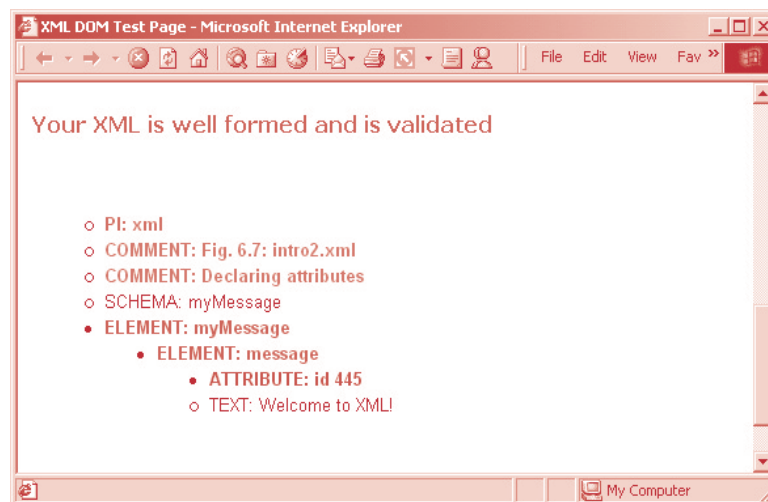 XML DOM Test Page - Microsoft Internet Explorer
File Edit View Fav »
Your XML is well formed and is validated
PI: xml
COMMENT: Fig. 6.7: intro2.xml
COMMENT: Declaring attributes
SCHEMA: myMessage
ELEMENT: myMessage
ELEMENT: message
ATTRIBUTE: id 445
TEXT: Welcome to XML!
My Computer